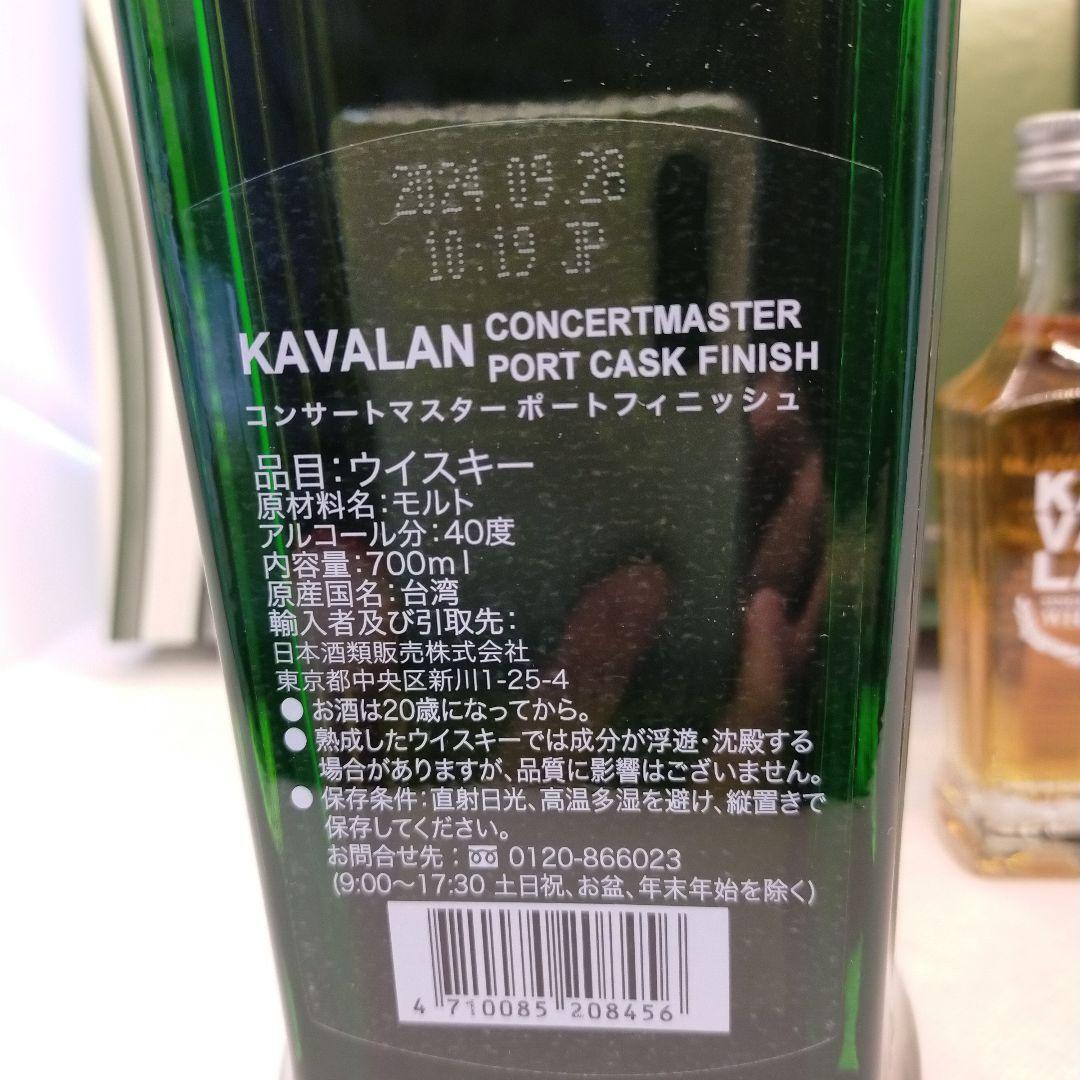 2024.09.28
10:19 JP
KAVALAN CONCERTMASTER
PORT CASK FINISH
コンサートマスター ポートフィニッシュ
品目:ウイスキー
原材料名:モルト
アルコール分:40度
内容量:700ml
原産国名:台湾
輸入者及び引取先:
日本酒類販売株式会社
東京都中央区新川1-25-4
●お酒は20歳になってから。
●熟成したウイスキーでは成分が浮遊・沈殿する
場合がありますが、品質に影響はございません。
●保存条件:直射日光、高温多湿を避け、縦置きで
保存してください。
お問合せ先: 0120-866023
(9:00〜17:30 土日祝、お盆、年末年始を除く)
4 710085 208456